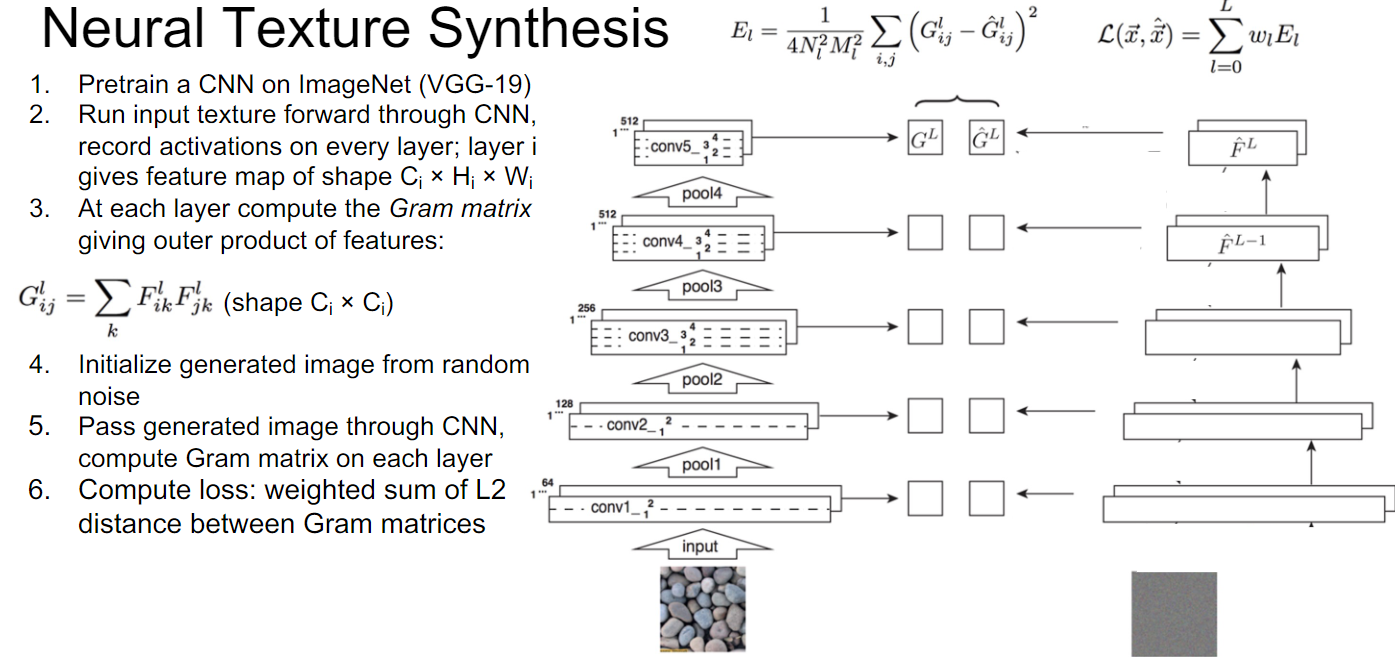 Neural Texture Synthesis
E_l = \frac{1}{4N_l^2 M_l^2} \sum_{i,j} \left( G_{ij}^l - \hat{G}_{ij}^l \right)^2
\mathcal{L}(\vec{x}, \hat{\vec{x}}) = \sum_{l=0}^{L} w_l E_l
1. Pretrain a CNN on ImageNet (VGG-19)
2. Run input texture forward through CNN,
record activations on every layer; layer i
gives feature map of shape C_i × H_i × W_i
3. At each layer compute the Gram matrix
giving outer product of features:
G_{ij}^l = \sum_k F_{ik}^l F_{jk}^l (shape C_i × C_i)
4. Initialize generated image from random
noise
5. Pass generated image through CNN,
compute Gram matrix on each layer
6. Compute loss: weighted sum of L2
distance between Gram matrices
512
1...
conv5_ 1 2 3 4
G^L
\hat{G}^L
\hat{F}^L
pool4
512
1...
conv4_ 1 2 3 4
\hat{F}^{L-1}
pool3
256
1...
conv3_ 1 2 3 4
pool2
128
1...
conv2_ 1 2
pool1
64
1...
conv1_ 1 2
input